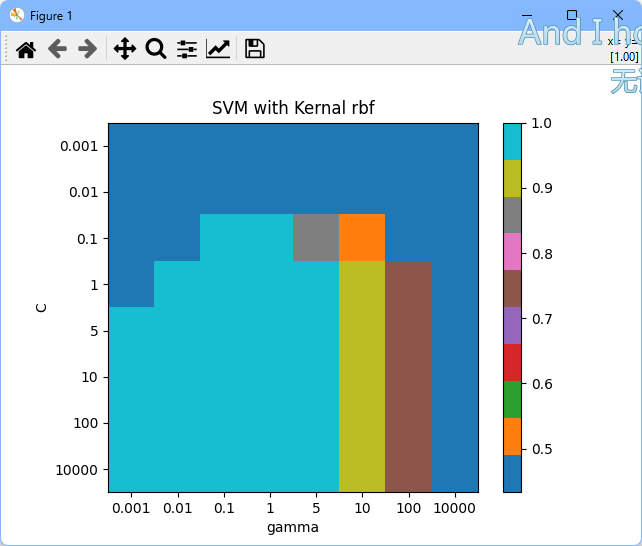 Figure 1
And I
x= y=
[1.00]
无
SVM with Kernal rbf
0.001
0.01
0.1
1
5
10
100
10000
C
0.001 0.01 0.1 1 5 10 100 10000
gamma
1.0
0.9
0.8
0.7
0.6
0.5